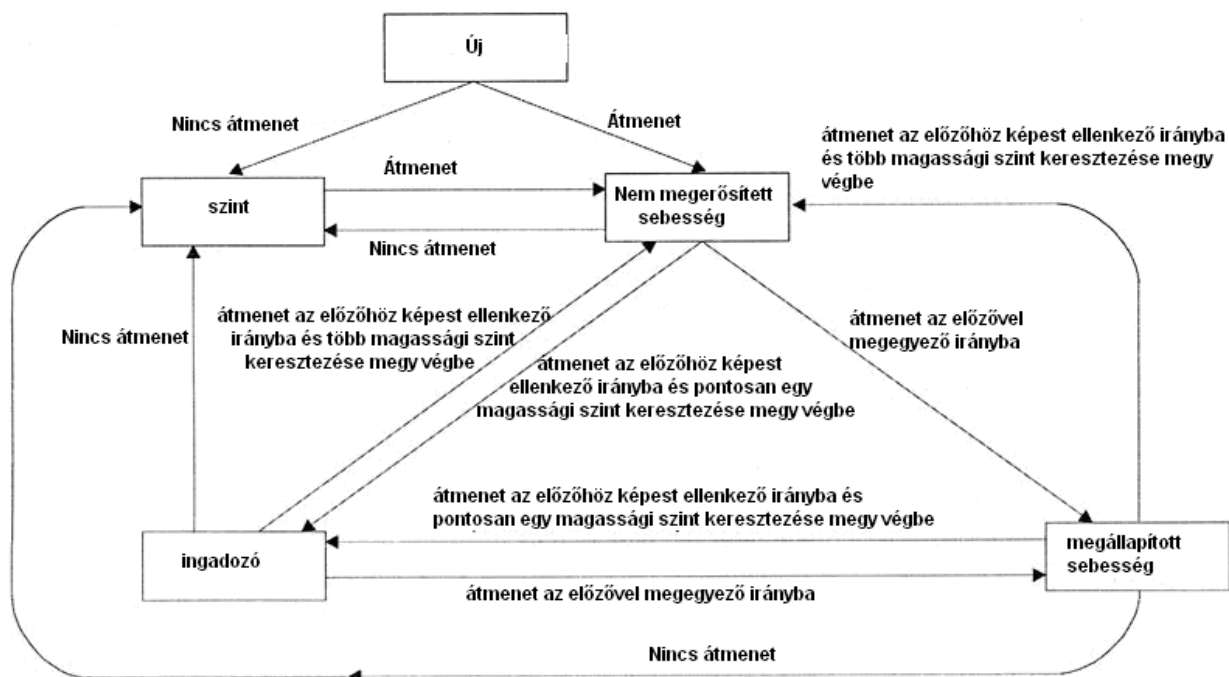 Új
Nincs átmenet
Átmenet
átmenet az előzőhöz képest ellenkező irányba
és több magassági szint keresztezése megy
végbe
Átmenet
szint
Nem megerősített
sebesség
Nincs átmenet
Nincs átmenet
átmenet az előzőhöz képest ellenkező
irányba és több magassági szint
keresztezése megy végbe
átmenet az előzővel
megegyező irányba
átmenet az előzőhöz képest
ellenkező irányba és pontosan egy
magassági szint keresztezése megy végbe
átmenet az előzőhöz képest ellenkező irányba és
pontosan egy magassági szint keresztezése megy végbe
ingadozó
megállapított
sebesség
átmenet az előzővel megegyező irányba
Nincs átmenet